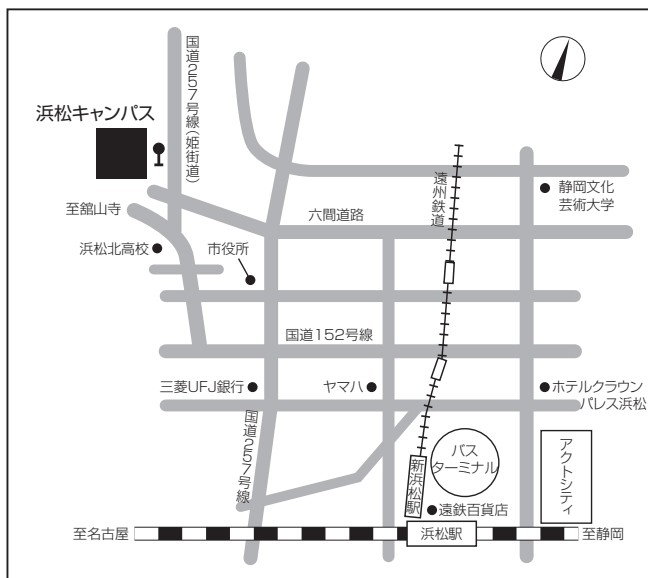 国道257号線(姫街道)
浜松キャンパス
遠州鉄道
静岡文化
芸術大学
至舘山寺
六間道路
浜松北高校
市役所
国道152号線
三菱UFJ銀行
ヤマハ
ホテルクラウン
パレス浜松
国道257号線
バス
ターミナル
アクトシティ
新浜松駅
遠鉄百貨店
至名古屋
浜松駅
至静岡